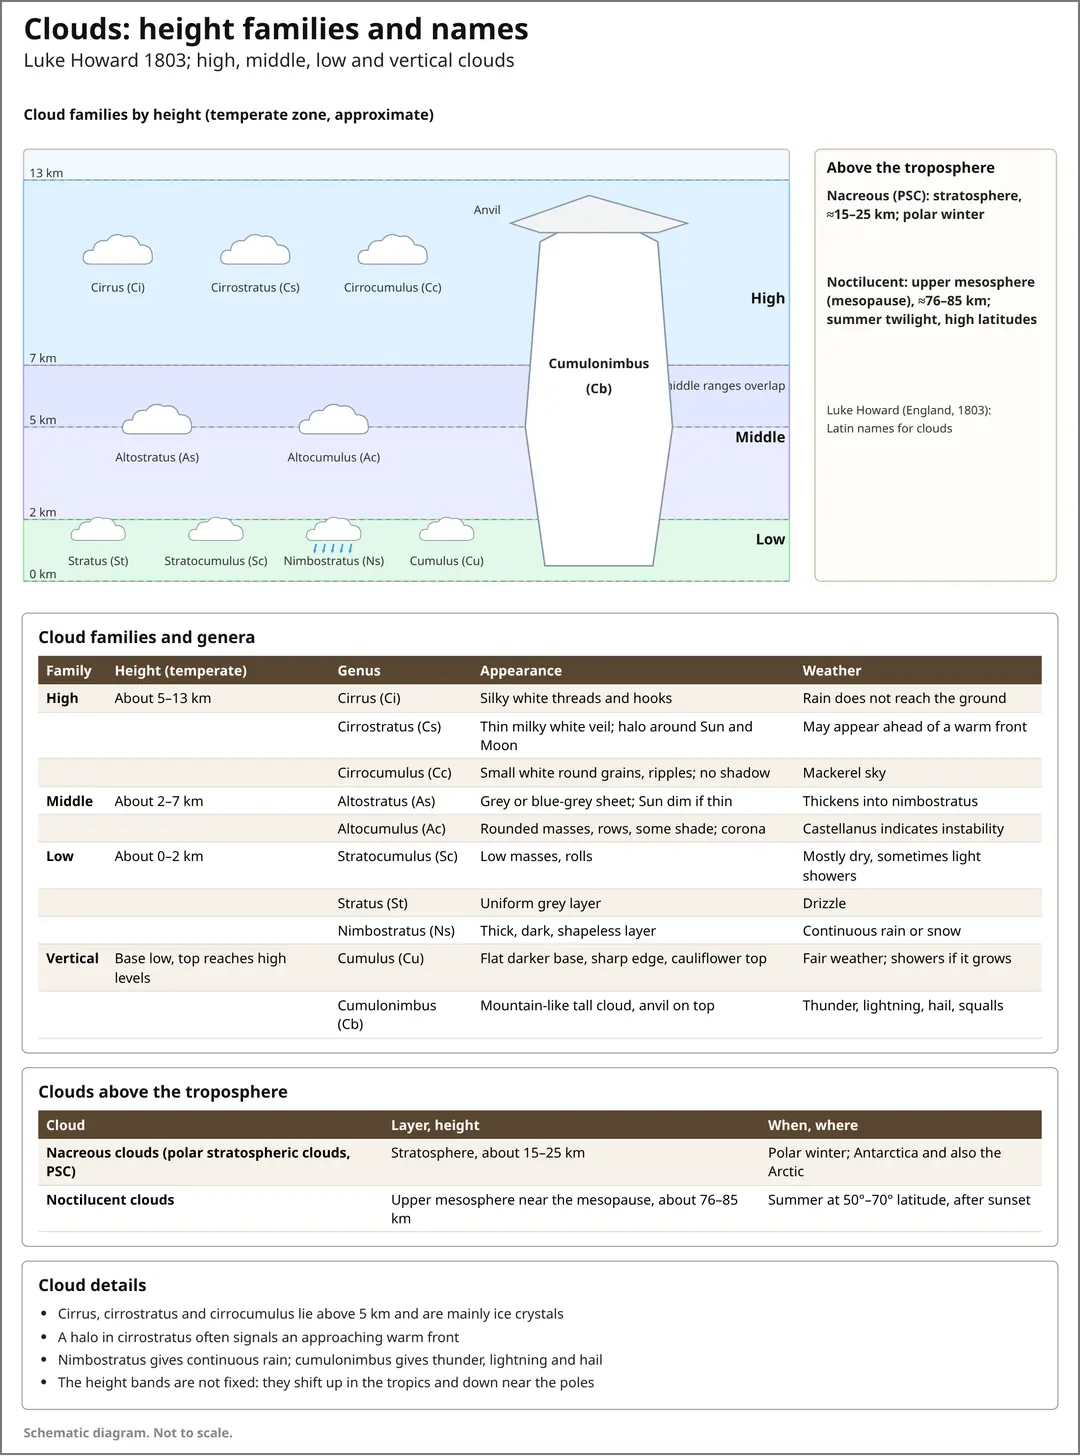 Clouds: height families and names
Luke Howard 1803; high, middle, low and vertical clouds
Cloud families by height (temperate zone, approximate)
13 km
Anvil
Cirrus (Ci)
Cirrostratus (Cs)
Cirrocumulus (Cc)
High
7 km
Cumulonimbus
(Cb)
middle ranges overlap
5 km
Middle
Altostratus (As)
Altocumulus (Ac)
2 km
Low
Stratus (St)
Stratocumulus (Sc)
Nimbostratus (Ns)
Cumulus (Cu)
0 km
Above the troposphere
Nacreous (PSC): stratosphere,
≈15–25 km; polar winter
Noctilucent: upper mesosphere
(mesopause), ≈76–85 km;
summer twilight, high latitudes
Luke Howard (England, 1803):
Latin names for clouds
Cloud families and genera
Family Height (temperate) Genus Appearance Weather
High About 5–13 km Cirrus (Ci) Silky white threads and hooks Rain does not reach the ground
Cirrostratus (Cs) Thin milky white veil; halo around Sun and May appear ahead of a warm front
Moon
Cirrocumulus (Cc) Small white round grains, ripples; no shadow Mackerel sky
Middle About 2–7 km Altostratus (As) Grey or blue-grey sheet; Sun dim if thin Thickens into nimbostratus
Altocumulus (Ac) Rounded masses, rows, some shade; corona Castellanus indicates instability
Low About 0–2 km Stratocumulus (Sc) Low masses, rolls Mostly dry, sometimes light
showers
Stratus (St) Uniform grey layer Drizzle
Nimbostratus (Ns) Thick, dark, shapeless layer Continuous rain or snow
Vertical Base low, top reaches high Cumulus (Cu) Flat darker base, sharp edge, cauliflower top Fair weather; showers if it grows
levels
Cumulonimbus Mountain-like tall cloud, anvil on top Thunder, lightning, hail, squalls
(Cb)
Clouds above the troposphere
Cloud Layer, height When, where
Nacreous clouds (polar stratospheric clouds, Stratosphere, about 15–25 km Polar winter; Antarctica and also the
PSC) Arctic
Noctilucent clouds Upper mesosphere near the mesopause, about 76–85 Summer at 50°–70° latitude, after sunset
km
Cloud details
• Cirrus, cirrostratus and cirrocumulus lie above 5 km and are mainly ice crystals
• A halo in cirrostratus often signals an approaching warm front
• Nimbostratus gives continuous rain; cumulonimbus gives thunder, lightning and hail
• The height bands are not fixed: they shift up in the tropics and down near the poles
Schematic diagram. Not to scale.